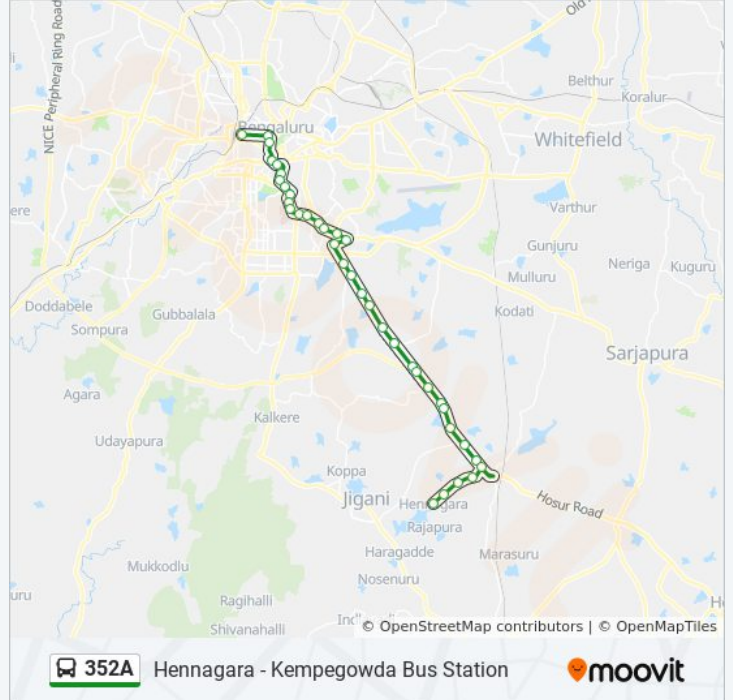 NICE Peripheral Ring Road
Old
Belthur
Koralur
Bengaluru
Whitefield
ere
Varthur
Gunjuru
Neriga
Kuguru
Mulluru
Doddabele
Gubbalala
Kodati
Sompura
Sarjapura
Agara
Kalkere
Udayapura
Koppa
Jigani
Hennagara
Hosur Road
Rajapura
Haragadde
Marasuru
Mukkodlu
Nosenuru
uru
Ragihalli
H
Shivanahalli
© OpenStreetMap contributors | © OpenMapTiles
352A Hennagara - Kempegowda Bus Station
moovit